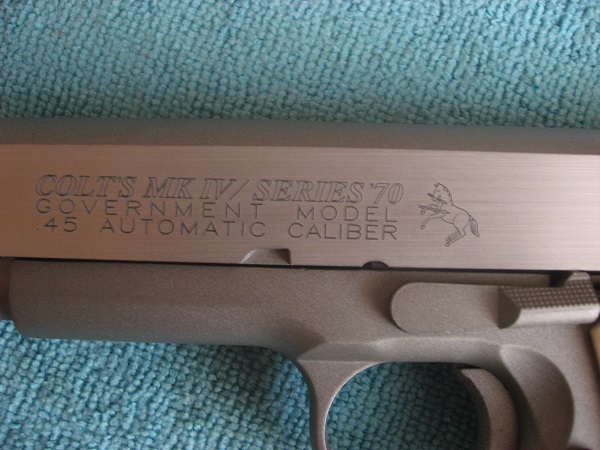 COLT'S MK IV/ SERIES '70
GOVERNMENT MODEL
.45 AUTOMATIC CALIBER